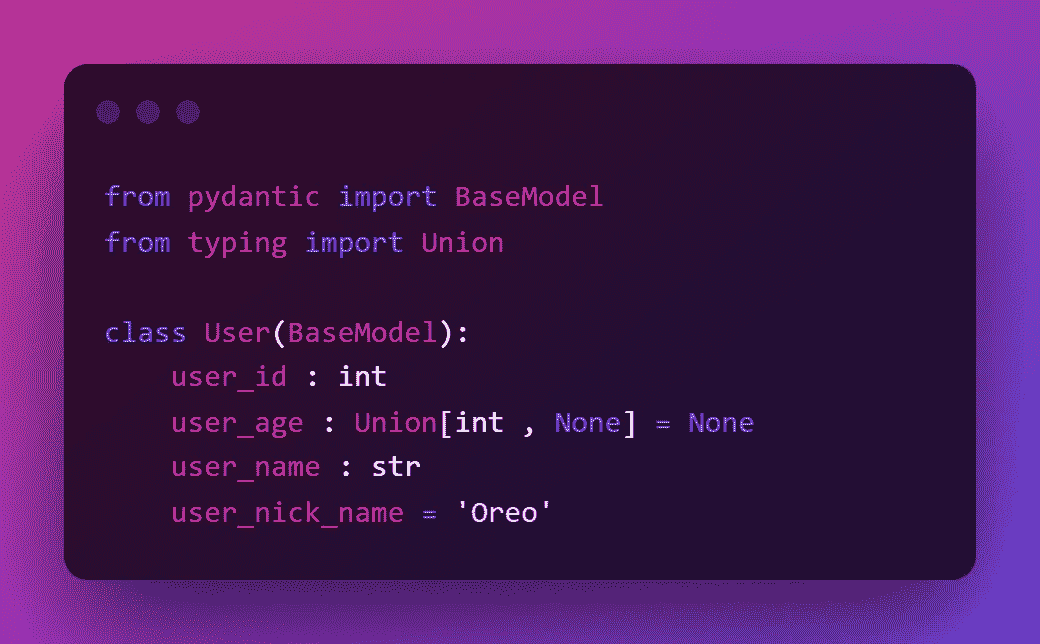 from pydantic import BaseModel
from typing import Union

class User(BaseModel):
    user_id : int
    user_age : Union[int , None] = None
    user_name : str
    user_nick_name = 'Oreo'